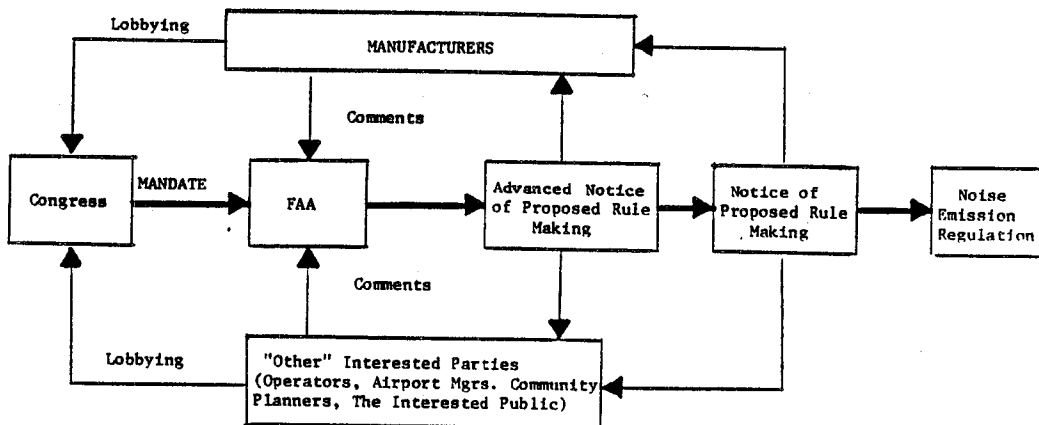 Lobbying
MANUFACTURERS
Comments
Congress
MANDATE
FAA
Advanced Notice
of Proposed Rule
Making
Notice of
Proposed Rule
Making
Noise
Emission
Regulation
Comments
Lobbying
"Other" Interested Parties
(Operators, Airport Mgrs. Community
Planners, The Interested Public)